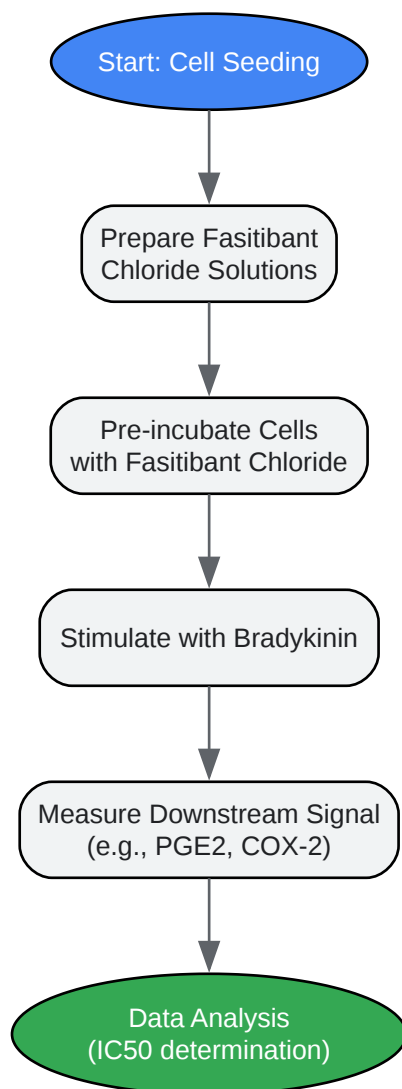 Start: Cell Seeding
Prepare Fasitibant
Chloride Solutions
Pre-incubate Cells
with Fasitibant Chloride
Stimulate with Bradykinin
Measure Downstream Signal
(e.g., PGE2, COX-2)
Data Analysis
(IC50 determination)